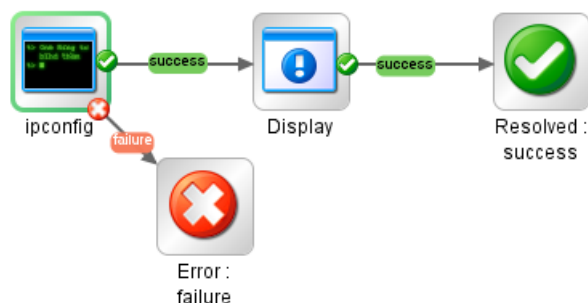 success
success
ipconfig
Display
Resolved :
success
failure
Error :
failure